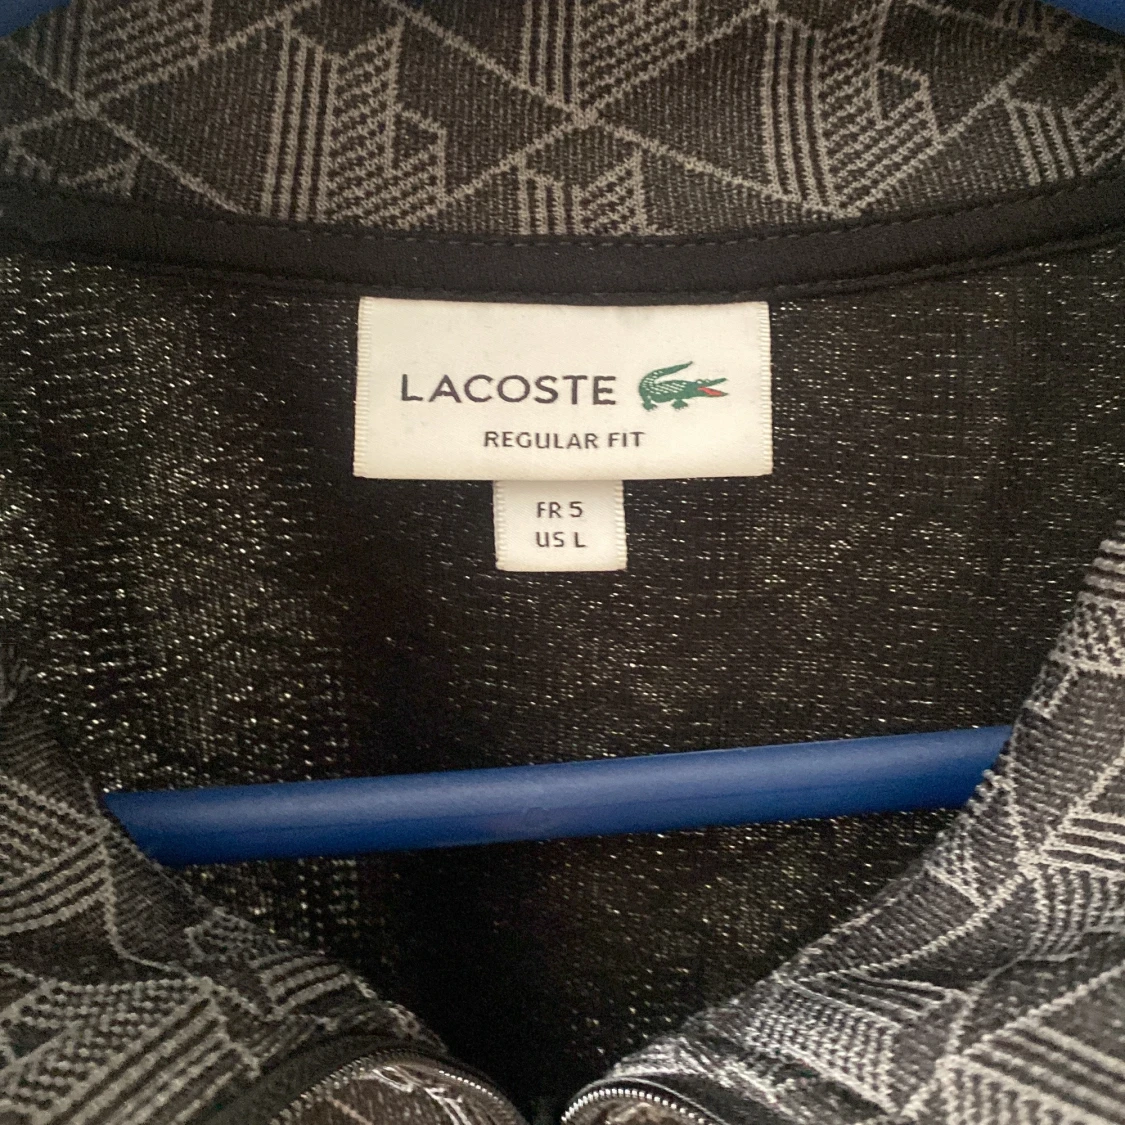 LACOSTE
REGULAR FIT
FR 5
US L